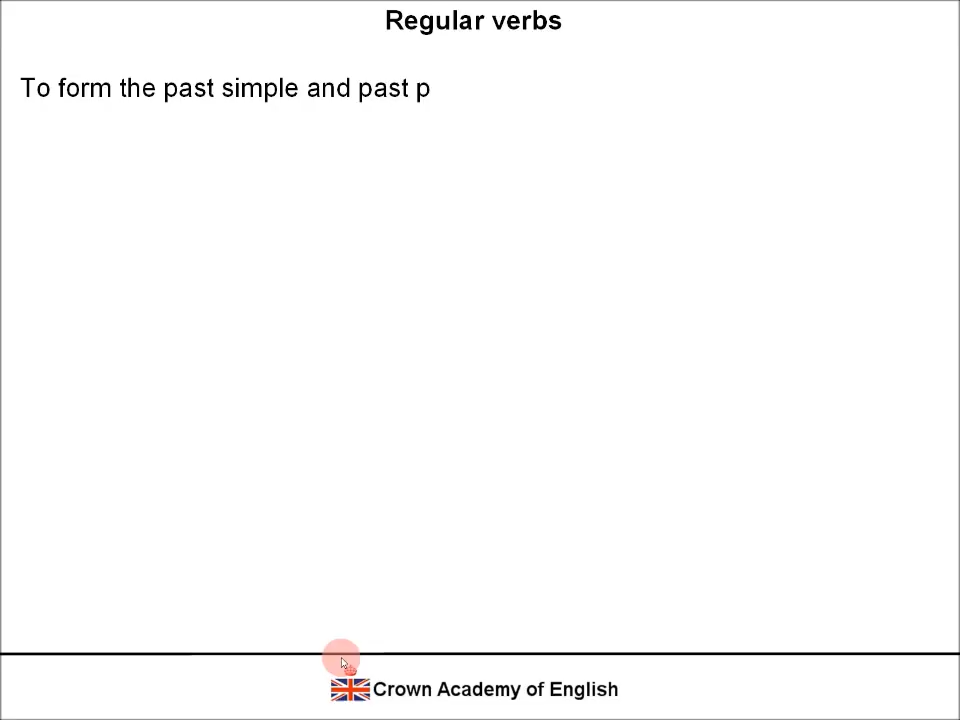 Regular verbs
To form the past simple and past p
Crown Academy of English